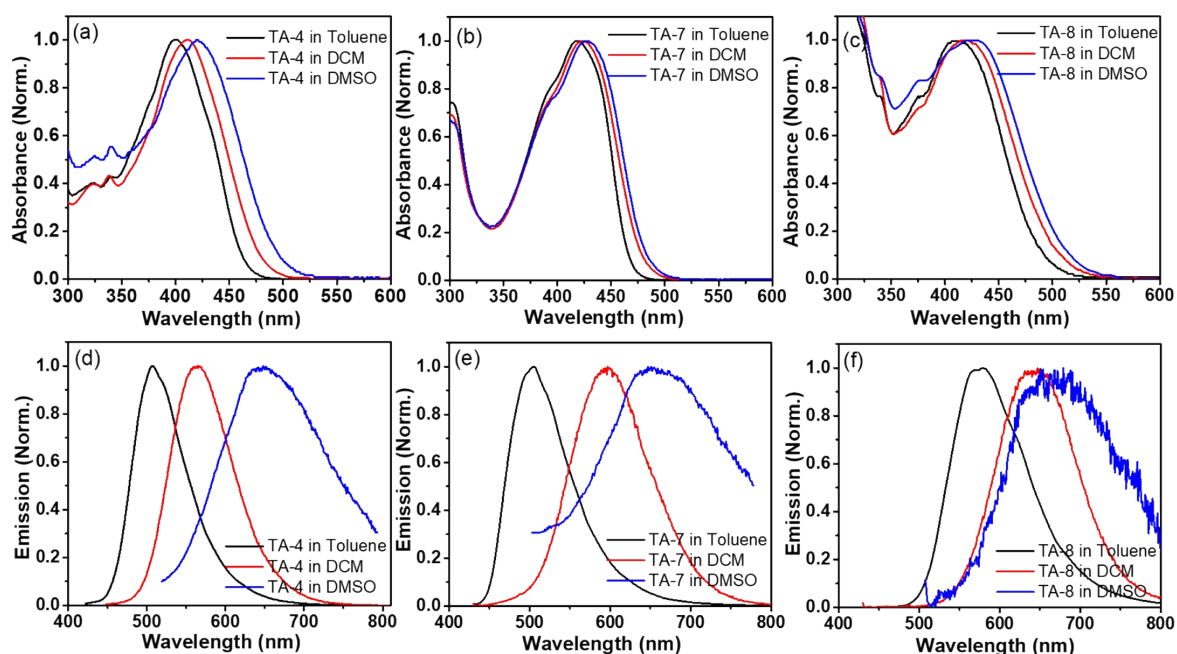 (a)
TA-4 in Toluene
TA-4 in DCM
TA-4 in DMSO
Absorbance (Norm.)
1.0
0.8
0.6
0.4
0.2
0.0
300 350 400 450 500 550 600
Wavelength (nm)
(b)
TA-7 in Toluene
TA-7 in DCM
TA-7 in DMSO
Absorbance (Norm.)
1.0
0.8
0.6
0.4
0.2
0.0
300 350 400 450 500 550 600
Wavelength (nm)
(c)
TA-8 in Toluene
TA-8 in DCM
TA-8 in DMSO
Absorbance (Norm.)
1.0
0.8
0.6
0.4
0.2
0.0
350 400 450 500 550 600
Wavelength (nm)
(d)
TA-4 in Toluene
TA-4 in DCM
TA-4 in DMSO
Emission (Norm.)
1.0
0.8
0.6
0.4
0.2
0.0
400 500 600 700 800
Wavelength (nm)
(e)
TA-7 in Toluene
TA-7 in DCM
TA-7 in DMSO
Emission (Norm.)
1.0
0.8
0.6
0.4
0.2
0.0
400 500 600 700 800
Wavelength (nm)
(f)
TA-8 in Toluene
TA-8 in DCM
TA-8 in DMSO
Emission (Norm.)
1.0
0.8
0.6
0.4
0.2
0.0
400 500 600 700 800
Wavelength (nm)